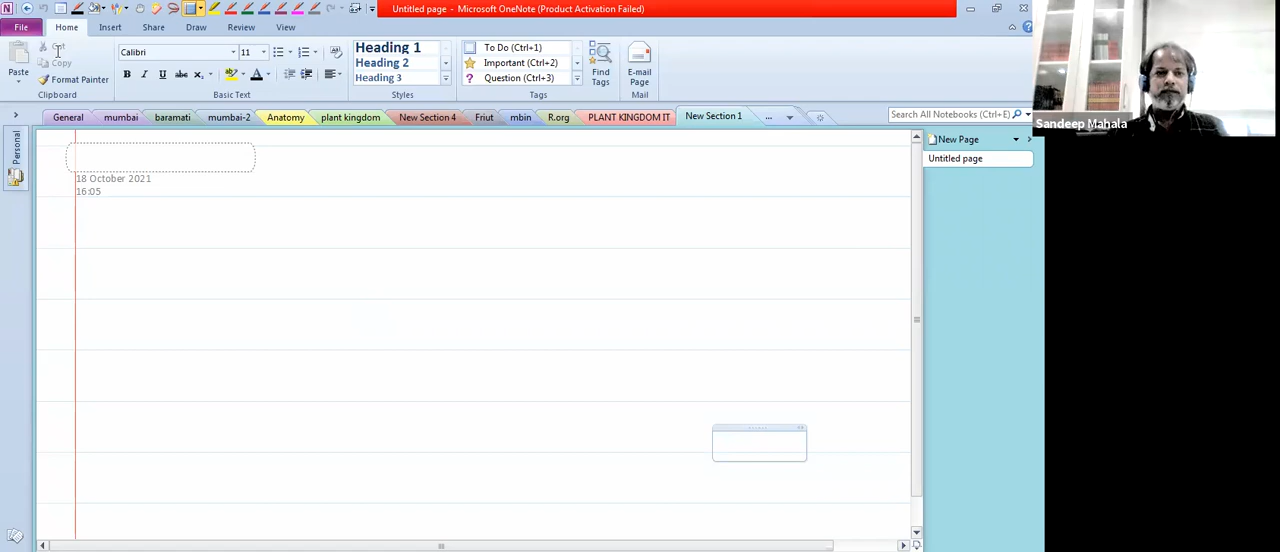 Untitled page - Microsoft OneNote (Product Activation Failed)
File Home Insert Share Draw Review View
Cut
Copy
Paste
Format Painter
Clipboard
Calibri 11
B I U abc x₂ A
Basic Text
Heading 1
Heading 2
Heading 3
Styles
To Do (Ctrl+1)
Important (Ctrl+2)
Question (Ctrl+3)
Tags
Find
Tags
E-mail
Page
Mail
General mumbai baramati mumbai-2 Anatomy plant kingdom New Section 4 Friut mbin R.org PLANT KINGDOM IT New Section 1 ...
Search All Notebooks (Ctrl+E)
Sandeep Mahala
Personal
New Page
Untitled page
18 October 2021
16:05